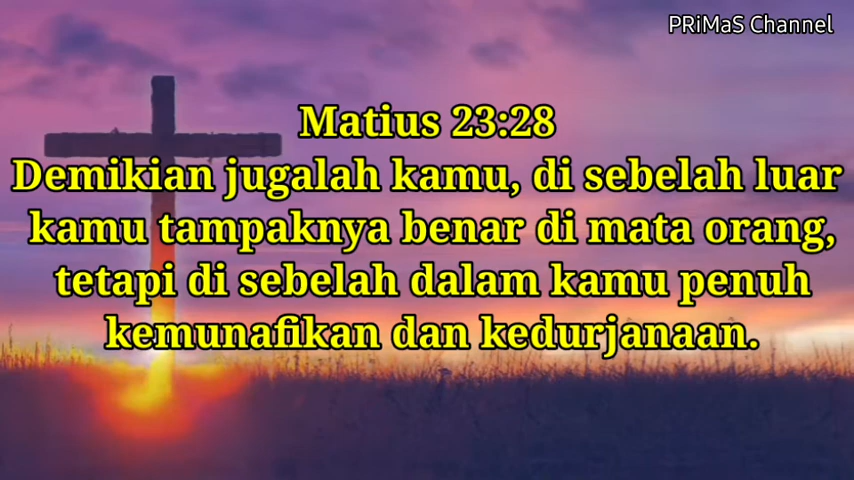 PRiMaS Channel
Matius 23:28
Demikian jugalah kamu, di sebelah luar
kamu tampaknya benar di mata orang,
tetapi di sebelah dalam kamu penuh
kemunafikan dan kedurjanaan.